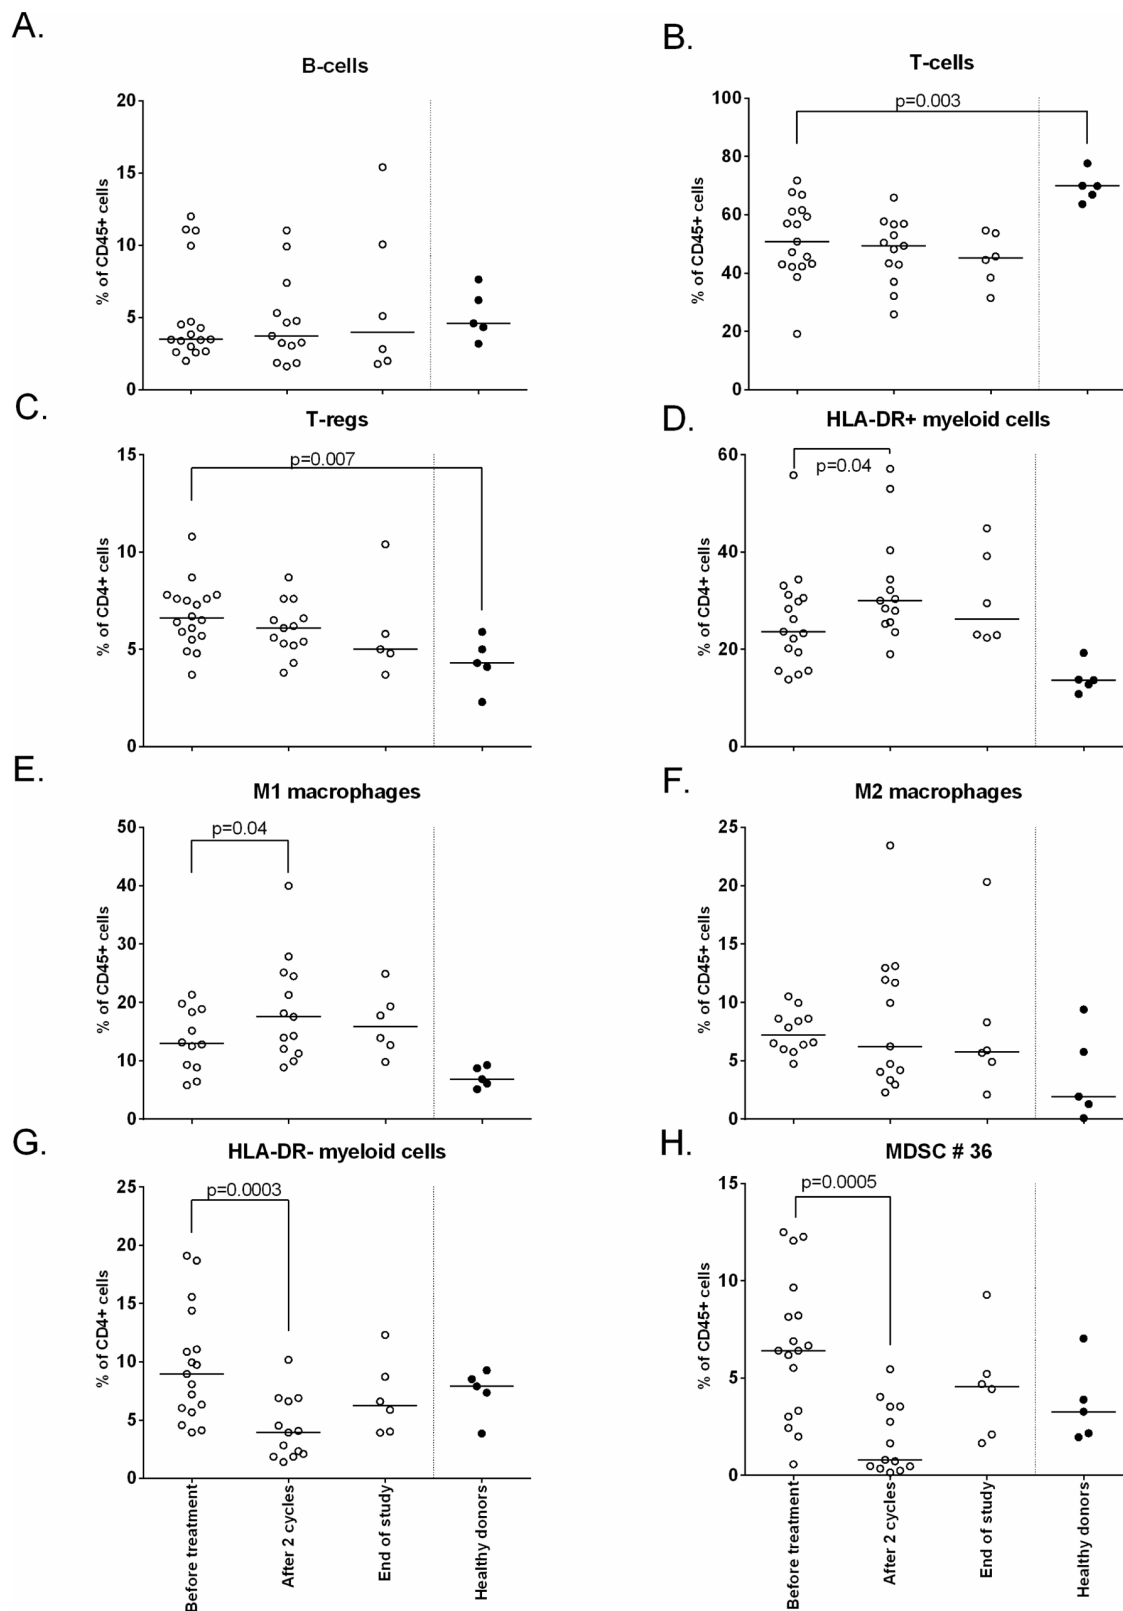 A.
B-cells
% of CD45+ cells
20
15
10
5
0
B.
T-cells
% of CD45+ cells
p=0.003
100
80
60
40
20
0
C.
T-regs
% of CD4+ cells
p=0.007
15
10
5
0
D.
HLA-DR+ myeloid cells
% of CD4+ cells
p=0.04
60
40
20
0
E.
M1 macrophages
% of CD45+ cells
p=0.04
50
40
30
20
10
0
F.
M2 macrophages
% of CD45+ cells
25
20
15
10
5
0
G.
HLA-DR- myeloid cells
% of CD4+ cells
p=0.0003
25
20
15
10
5
0
Before treatment
After 2 cycles
End of study
Healthy donors
H.
MDSC # 36
% of CD45+ cells
p=0.0005
15
10
5
0
Before treatment
After 2 cycles
End of study
Healthy donors